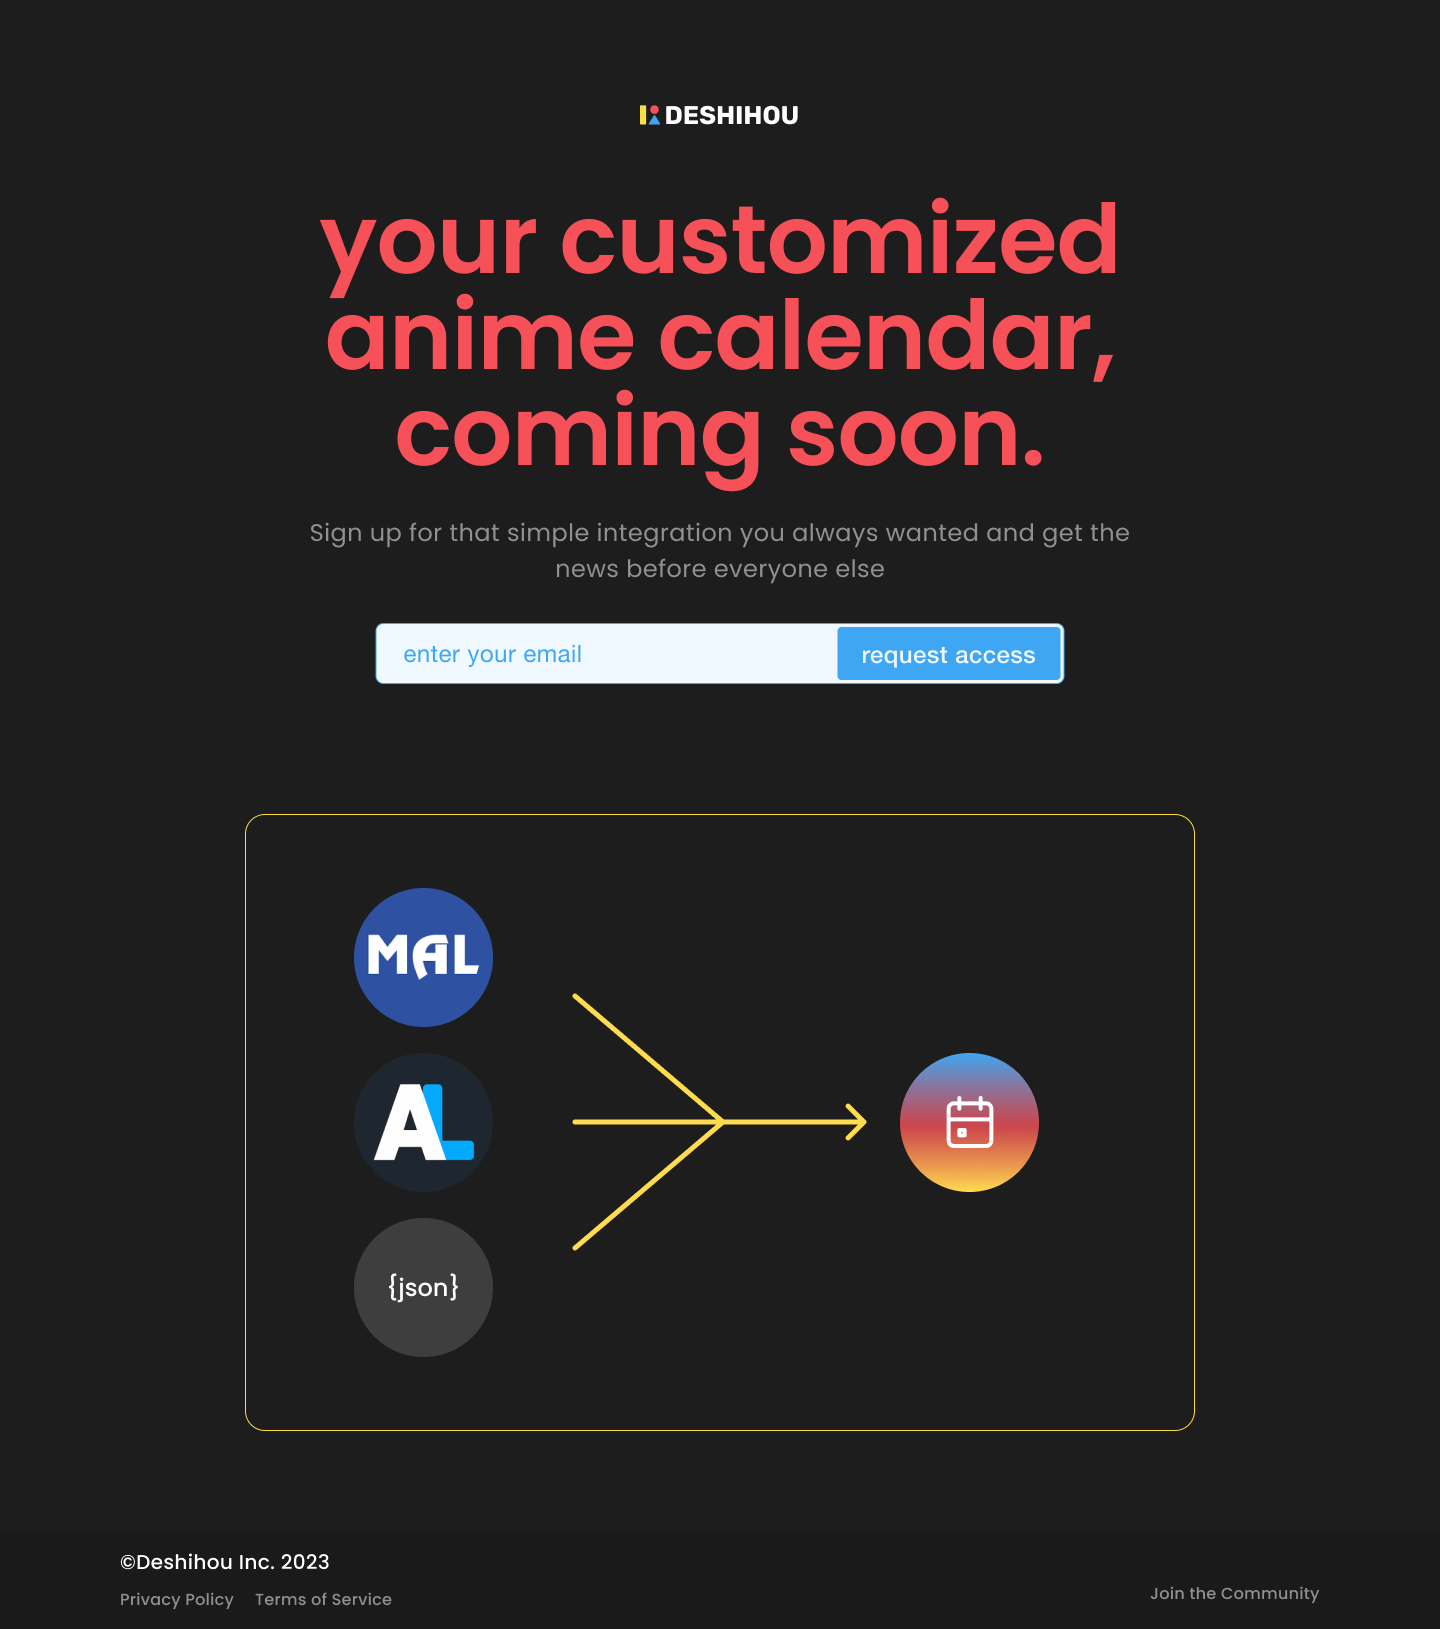 DESHIHOU
your customized
anime calendar,
coming soon.
Sign up for that simple integration you always wanted and get the
news before everyone else
enter your email
request access
MAL
AL
{json}
©Deshihou Inc. 2023
Privacy Policy
Terms of Service
Join the Community